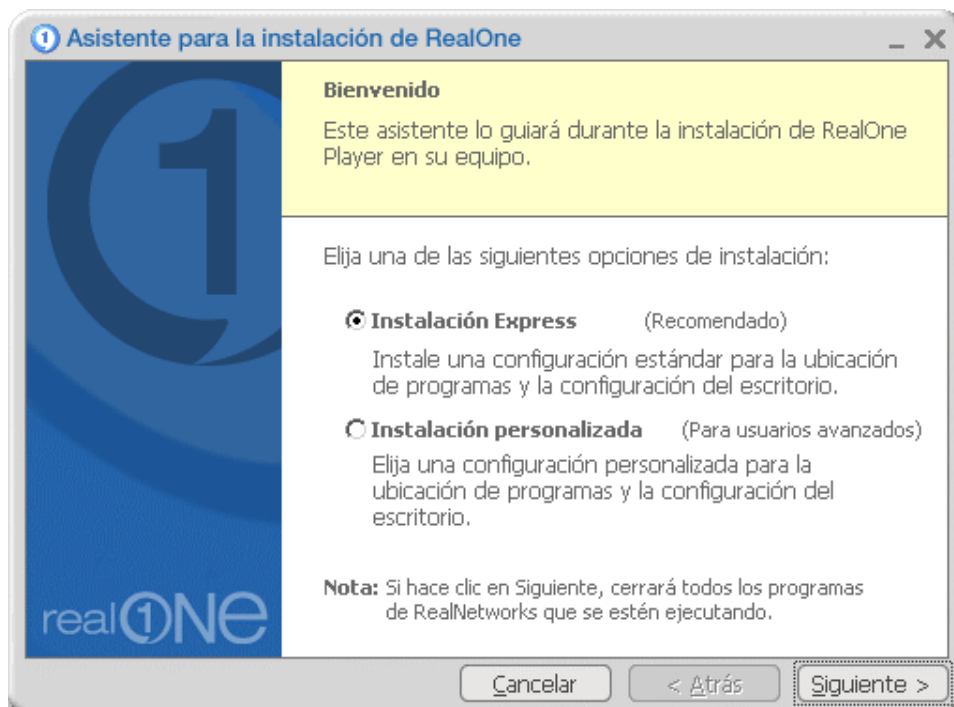 Asistente para la instalación de RealOne
Bienvenido
Este asistente lo guiará durante la instalación de RealOne
Player en su equipo.
Elija una de las siguientes opciones de instalación:
Instalación Express (Recomendado)
Instale una configuración estándar para la ubicación
de programas y la configuración del escritorio.
Instalación personalizada (Para usuarios avanzados)
Elija una configuración personalizada para la
ubicación de programas y la configuración del
escritorio.
Nota: Si hace clic en Siguiente, cerrará todos los programas
de RealNetworks que se estén ejecutando.
real1one
Cancelar < Atrás Siguiente >